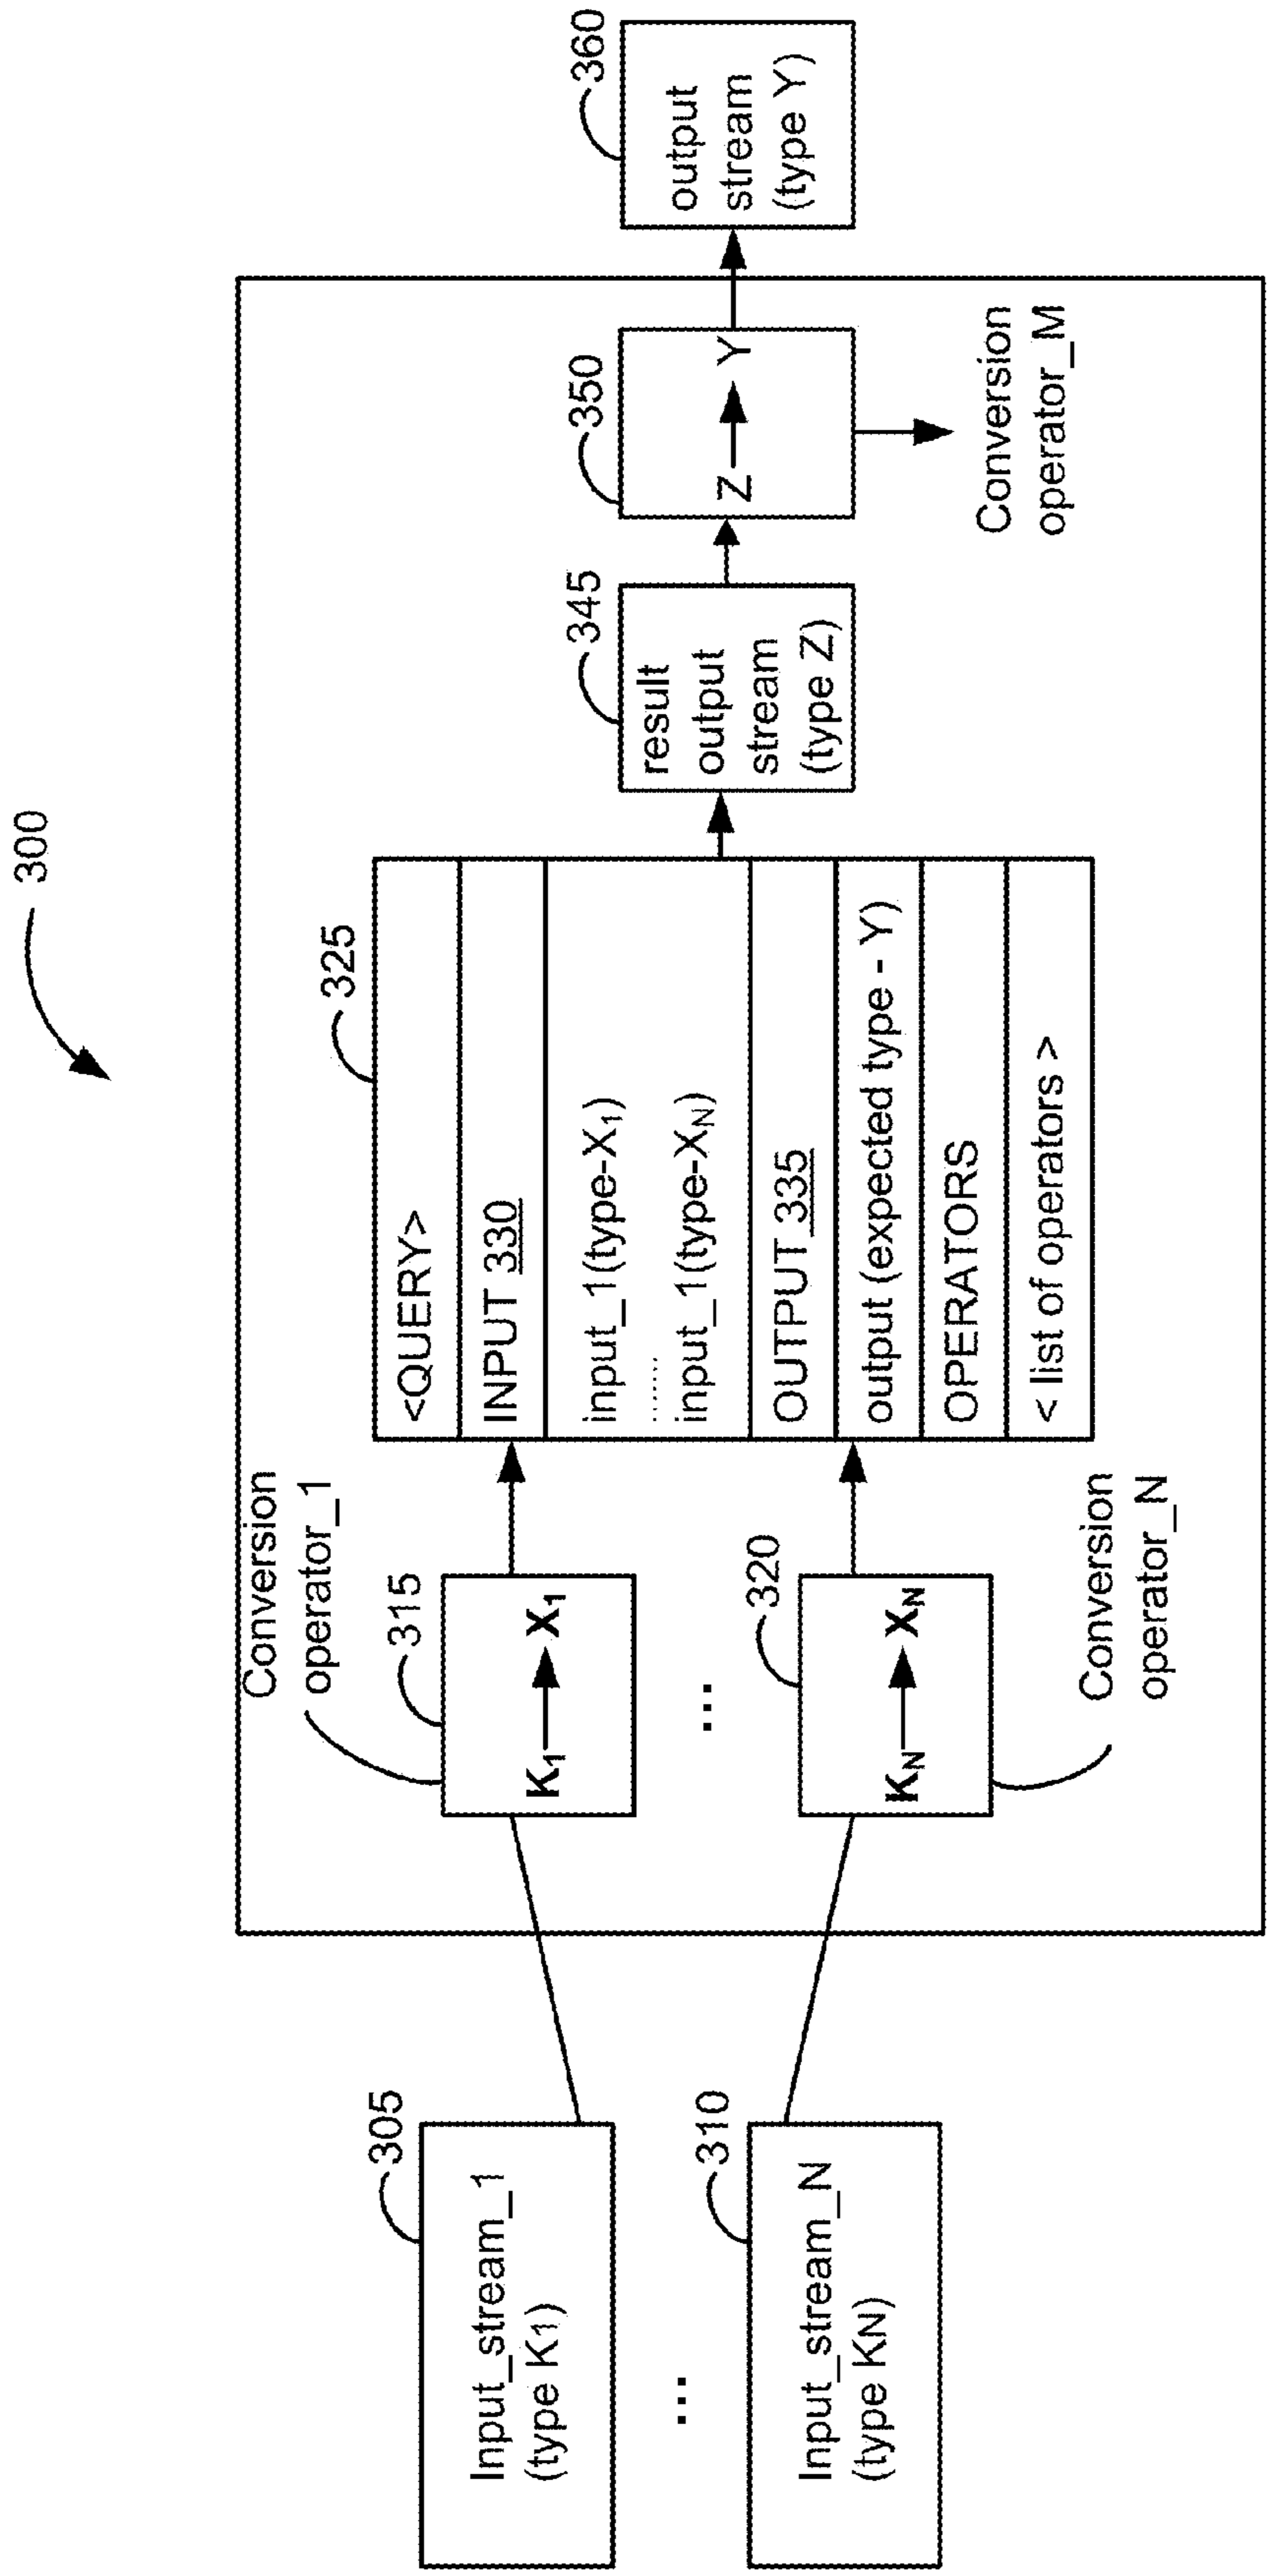 300
Input_stream_1
(type K1)
305
...
Input_stream_N
(type KN)
310
Conversion
operator_1
315
K1 X1
...
320
KN XN
Conversion
operator_N
325
<QUERY>
INPUT 330
input_1(type-X1)
.......
input_1(type-XN)
OUTPUT 335
output (expected type - Y)
OPERATORS
< list of operators >
345
result
output
stream
(type Z)
350
Z Y
Conversion
operator_M
360
output
stream
(type Y)